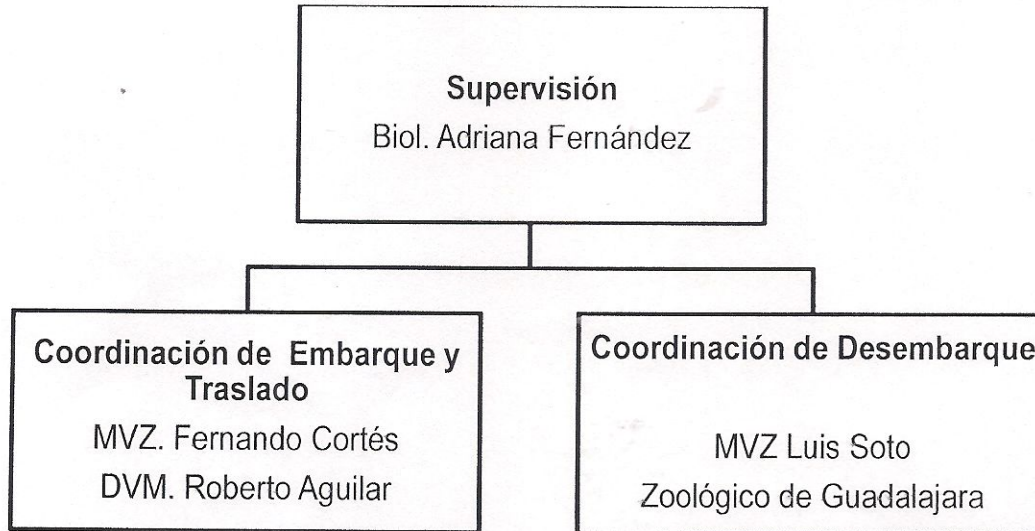 Supervisión
Biol. Adriana Fernández
Coordinación de Embarque y
Traslado
MVZ. Fernando Cortés
DVM. Roberto Aguilar
Coordinación de Desembarque
MVZ Luis Soto
Zoológico de Guadalajara